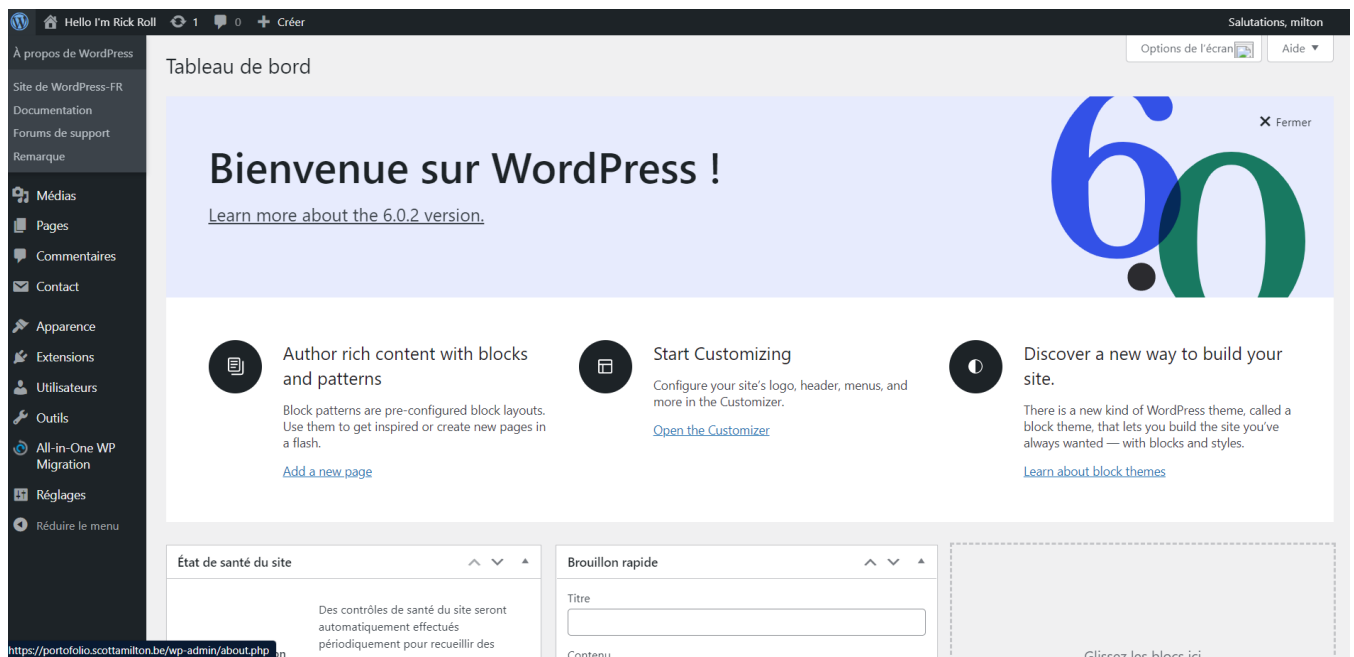 Hello I'm Rick Roll 1 0 Créer Salutations, milton
À propos de WordPress
Site de WordPress-FR
Documentation
Forums de support
Remarque
Médias
Pages
Commentaires
Contact
Apparence
Extensions
Utilisateurs
Outils
All-in-One WP
Migration
Réglages
Réduire le menu
Options de l'écran Aide ▼
Tableau de bord
Fermer
Bienvenue sur WordPress !
Learn more about the 6.0.2 version.
6.0
Author rich content with blocks
and patterns
Block patterns are pre-configured block layouts.
Use them to get inspired or create new pages in
a flash.
Add a new page
Start Customizing
Configure your site's logo, header, menus, and
more in the Customizer.
Open the Customizer
Discover a new way to build your
site.
There is a new kind of WordPress theme, called a
block theme, that lets you build the site you've
always wanted — with blocks and styles.
Learn about block themes
État de santé du site
Des contrôles de santé du site seront
automatiquement effectués
périodiquement pour recueillir des
Brouillon rapide
Titre
Contenu
Glissez les blocs ici
https://portofolio.scottamilton.be/wp-admin/about.php